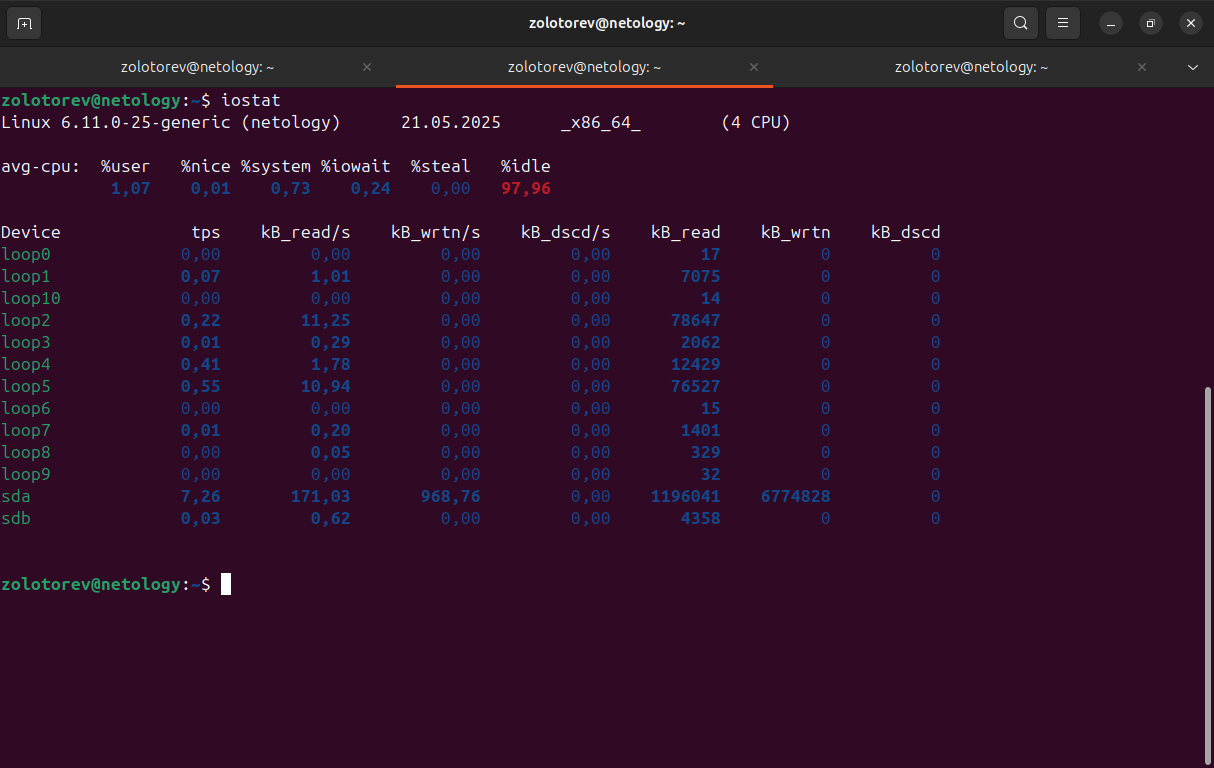 zolotorev@netology: ~
zolotorev@netology: ~ zolotorev@netology: ~ zolotorev@netology: ~
zolotorev@netology:~$ iostat
Linux 6.11.0-25-generic (netology) 21.05.2025 _x86_64_ (4 CPU)
avg-cpu: %user %nice %system %iowait %steal %idle
1,07 0,01 0,73 0,24 0,00 97,96
Device tps kB_read/s kB_wrtn/s kB_dscd/s kB_read kB_wrtn kB_dscd
loop0 0,00 0,00 0,00 0,00 17 0 0
loop1 0,07 1,01 0,00 0,00 7075 0 0
loop10 0,00 0,00 0,00 0,00 14 0 0
loop2 0,22 11,25 0,00 0,00 78647 0 0
loop3 0,01 0,29 0,00 0,00 2062 0 0
loop4 0,41 1,78 0,00 0,00 12429 0 0
loop5 0,55 10,94 0,00 0,00 76527 0 0
loop6 0,00 0,00 0,00 0,00 15 0 0
loop7 0,01 0,20 0,00 0,00 1401 0 0
loop8 0,00 0,05 0,00 0,00 329 0 0
loop9 0,00 0,00 0,00 0,00 32 0 0
sda 7,26 171,03 968,76 0,00 1196041 6774828 0
sdb 0,03 0,62 0,00 0,00 4358 0 0
zolotorev@netology:~$